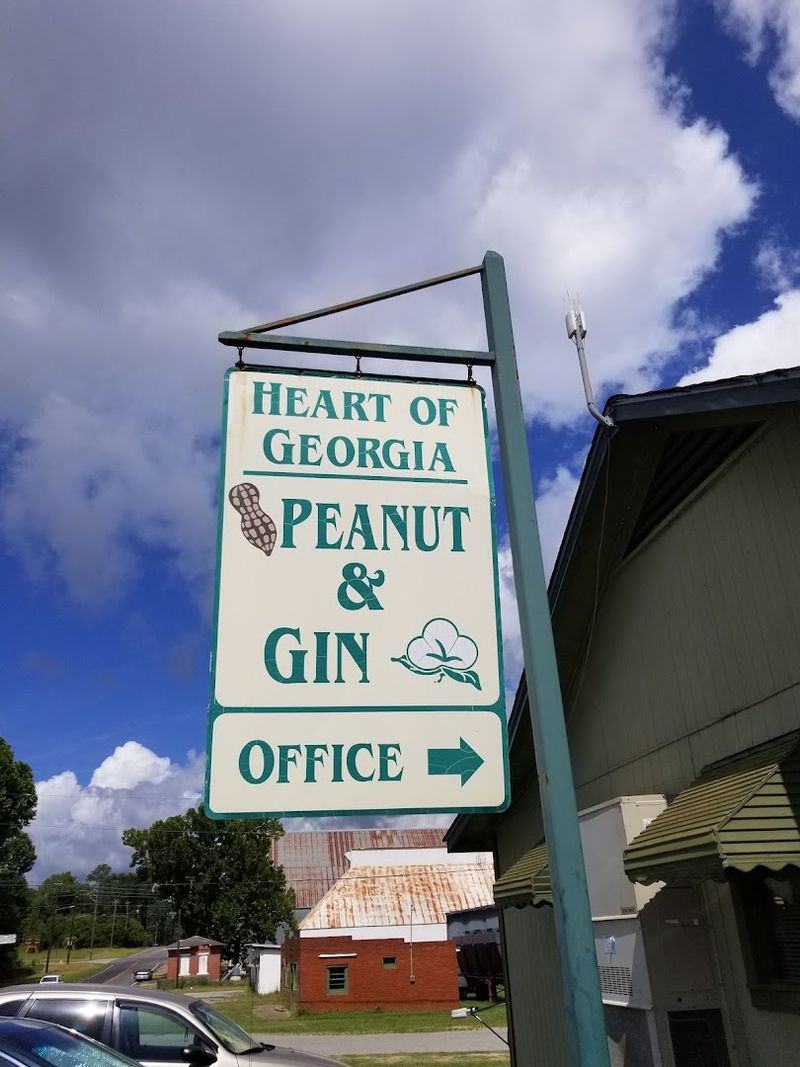 HEART OF
GEORGIA
PEANUT
&
GIN
OFFICE